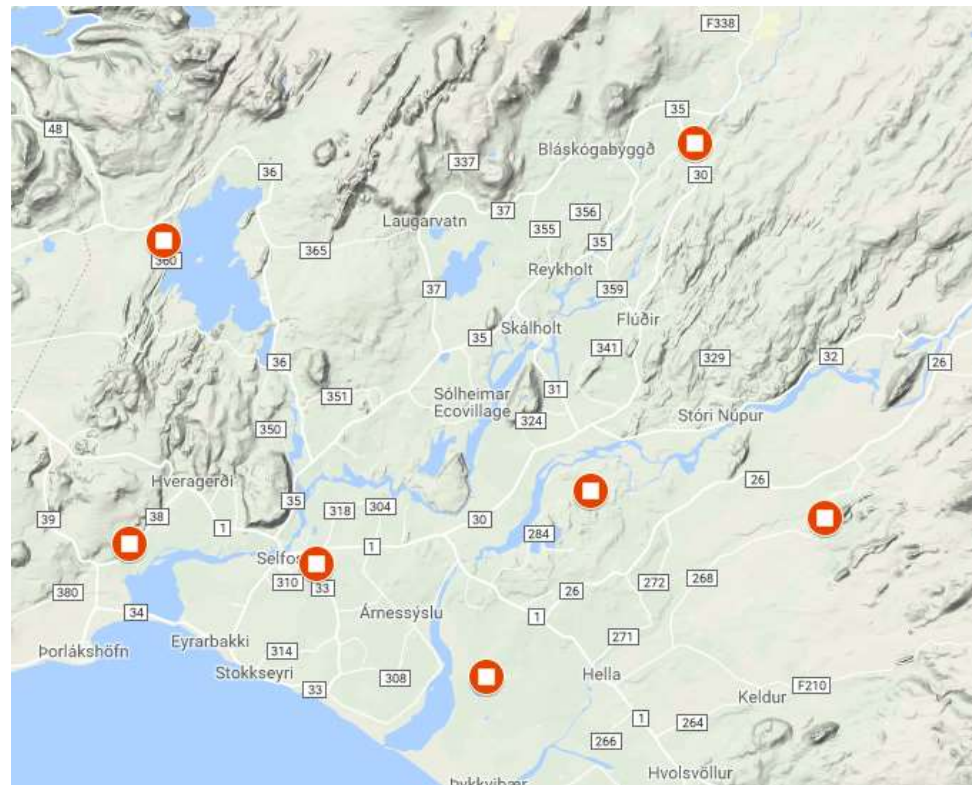 F338
35
48
Bláskógabyggð
337
36
30
37
356
Laugarvatn
355
35
365
360
Reykholt
37
359
Flúðir
Skálholt
35
341
329
32
36
26
351
Sólheimar
Ecovillage
31
324
Stóri Núpur
350
Hveragerði
26
35
304
318
38
39
1
30
284
1
Selfos
310
33
272
268
380
26
34
Árnessýslu
1
Eyrarbakki
271
314
Þorlákshöfn
Stokkseyri
308
Hella
33
F210
Keldur
1
264
266
Hvolsvöllur
Þykkvibær